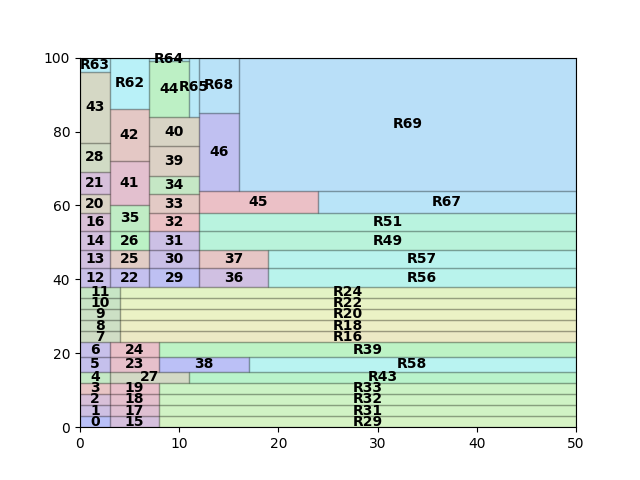 100
R63 R62 R64
44 R65 R68
43 R69
80
42 40
46
28 39
21 41 34
60
20 33 45 R67
16 35 32 R51
14 26 31 R49
13 25 30 37 R57
40
12 22 29 36 R56
11 R24
10 R22
9 R20
8 R18
7 R16
20
6 24 R39
5 23 38 R58
4 27 R43
3 19 R33
2 18 R32
1 17 R31
0
0 15 R29
0 10 20 30 40 50